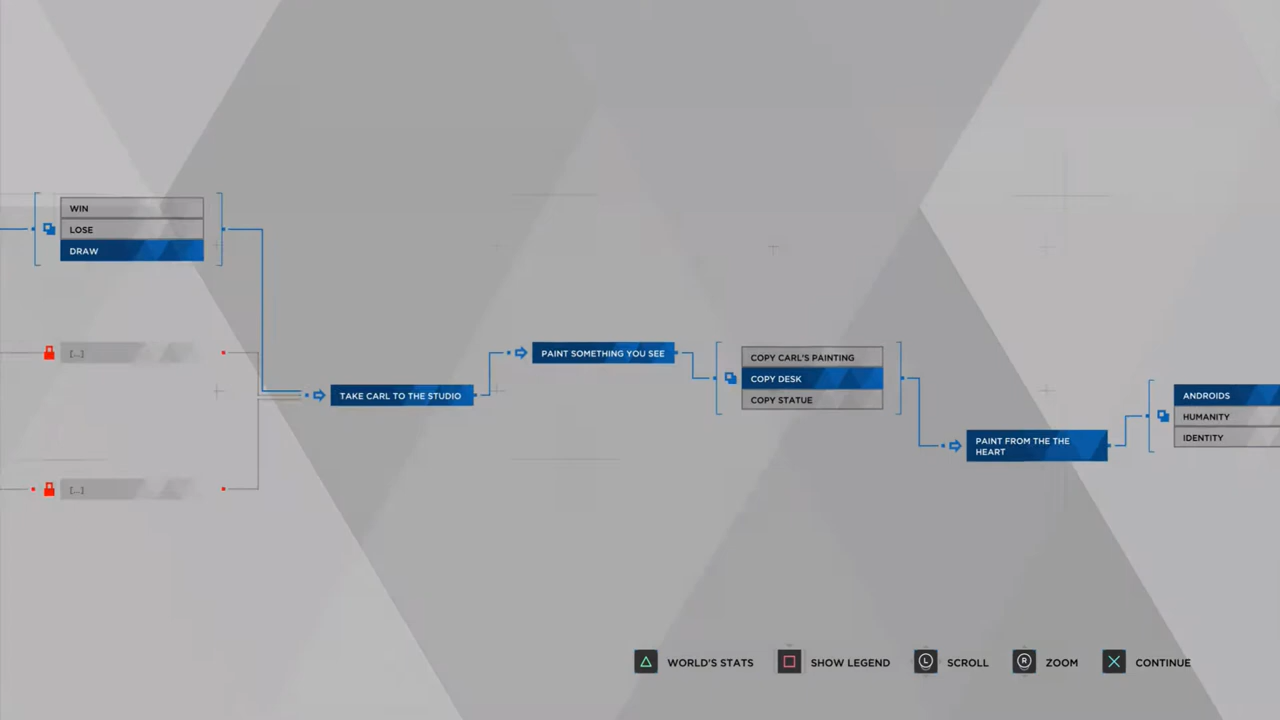 WIN
LOSE
DRAW
[...]
[...]
TAKE CARL TO THE STUDIO
PAINT SOMETHING YOU SEE
COPY CARL'S PAINTING
COPY DESK
COPY STATUE
PAINT FROM THE THE
HEART
ANDROIDS
HUMANITY
IDENTITY
WORLD'S STATS
SHOW LEGEND
L
SCROLL
R
ZOOM
CONTINUE